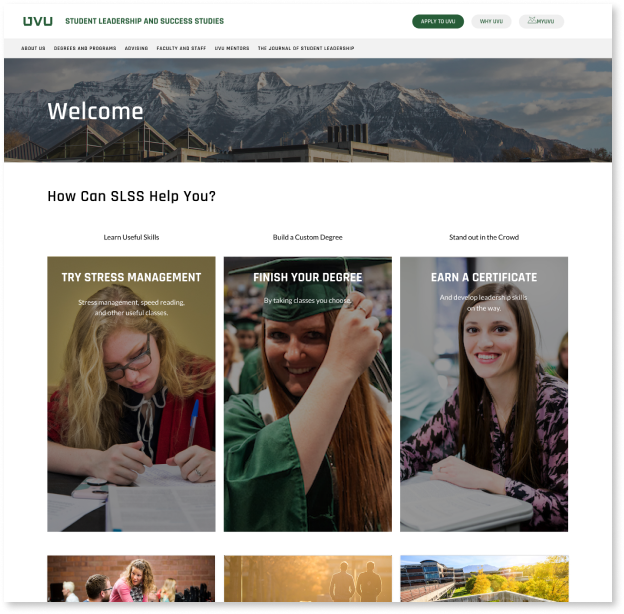 UVU STUDENT LEADERSHIP AND SUCCESS STUDIES
APPLY TO UVU WHY UVU MYUVU
ABOUT US DEGREES AND PROGRAMS ADVISING FACULTY AND STAFF UVU MENTORS THE JOURNAL OF STUDENT LEADERSHIP
Welcome
How Can SLSS Help You?
Learn Useful Skills
TRY STRESS MANAGEMENT
Stress management, speed reading,
and other useful classes.
Build a Custom Degree
FINISH YOUR DEGREE
By taking classes you choose.
Stand out in the Crowd
EARN A CERTIFICATE
And develop leadership skills
on the way.